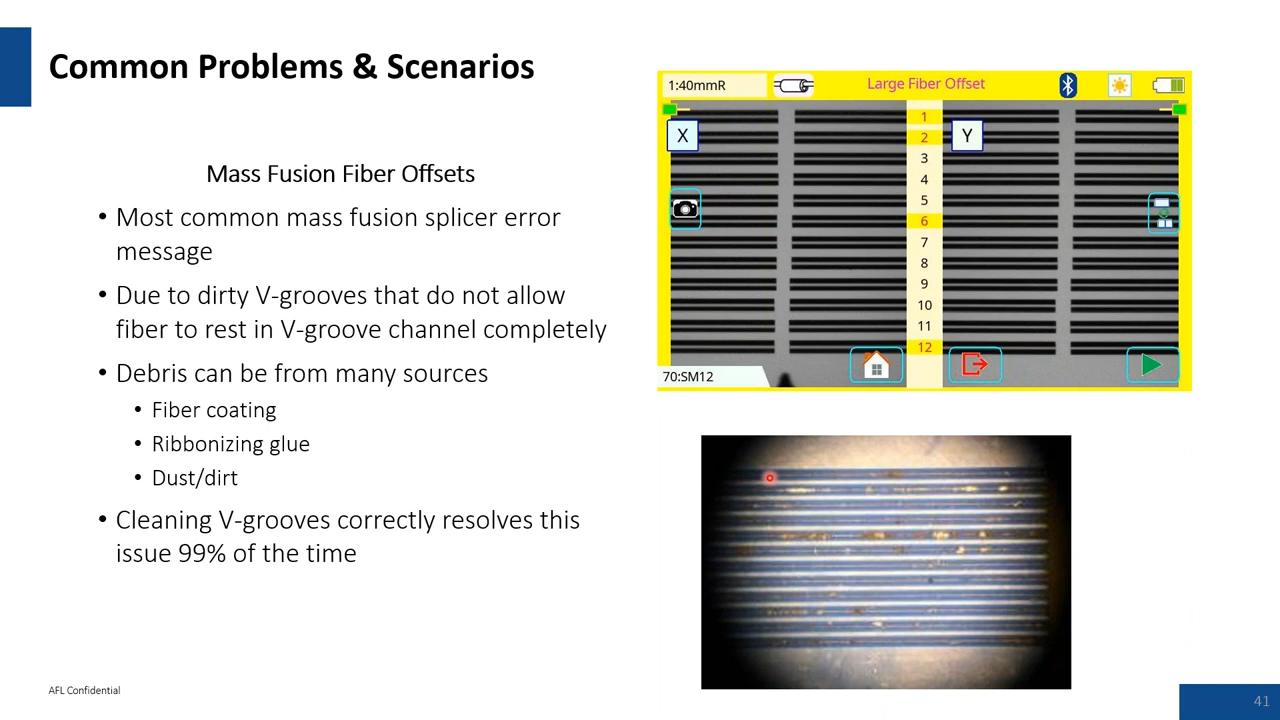 Common Problems & Scenarios
Mass Fusion Fiber Offsets
• Most common mass fusion splicer error
message
• Due to dirty V-grooves that do not allow
fiber to rest in V-groove channel completely
• Debris can be from many sources
• Fiber coating
• Ribbonizing glue
• Dust/dirt
• Cleaning V-grooves correctly resolves this
issue 99% of the time
1:40mmR
Large Fiber Offset
X
Y
1
2
3
4
5
6
7
8
9
10
11
12
70:SM12
AFL Confidential
41